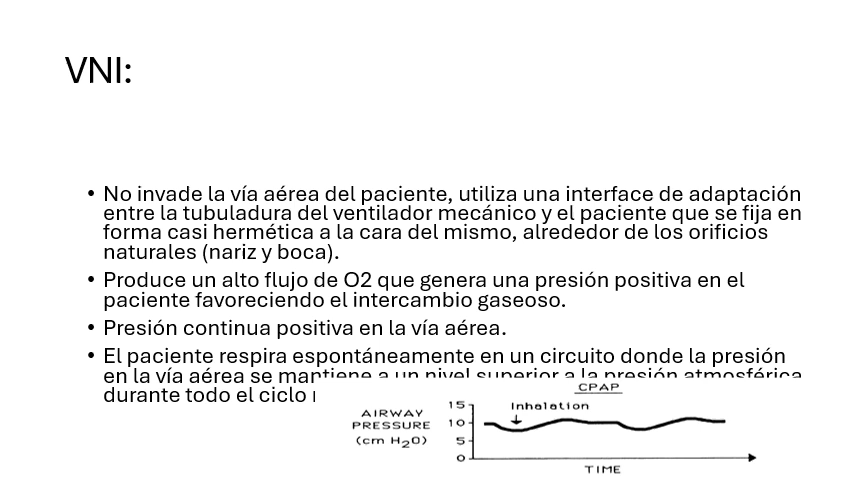 VNI:
• No invade la vía aérea del paciente, utiliza una interface de adaptación
entre la tubuladura del ventilador mecánico y el paciente que se fija en
forma casi hermética a la cara del mismo, alrededor de los orificios
naturales (nariz y boca).
• Produce un alto flujo de O2 que genera una presión positiva en el
paciente favoreciendo el intercambio gaseoso.
• Presión continua positiva en la vía aérea.
• El paciente respira espontáneamente en un circuito donde la presión
en la vía aérea se mantiene a un nivel superior a la presión atmosférica
durante todo el ciclo
CPAP
AIRWAY
PRESSURE
(cm H2O)
15
10
5
0
Inhalation
TIME